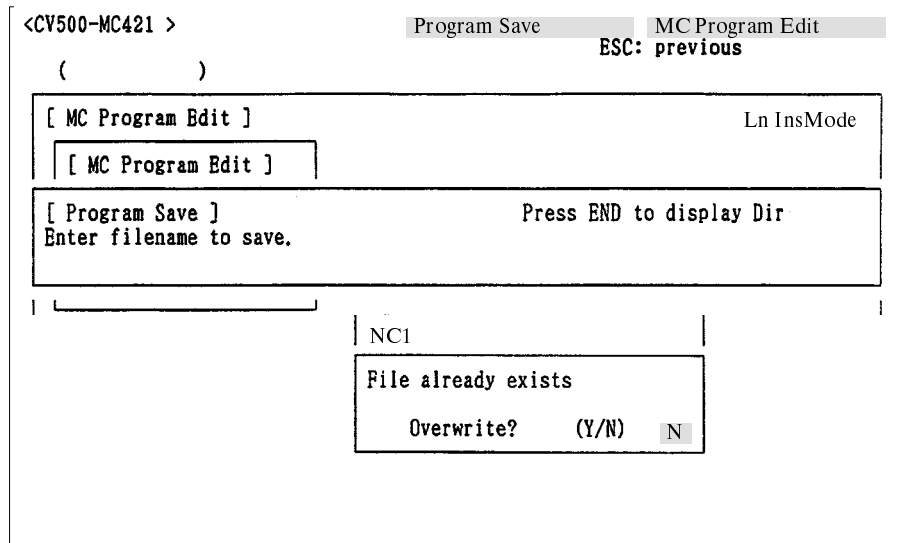 <CV500-MC421 > Program Save MC Program Edit
ESC: previous
( )
[ MC Program Edit ] Ln InsMode
[ MC Program Edit ]
[ Program Save ] Press END to display Dir
Enter filename to save.
NC1
File already exists
Overwrite? (Y/N) N